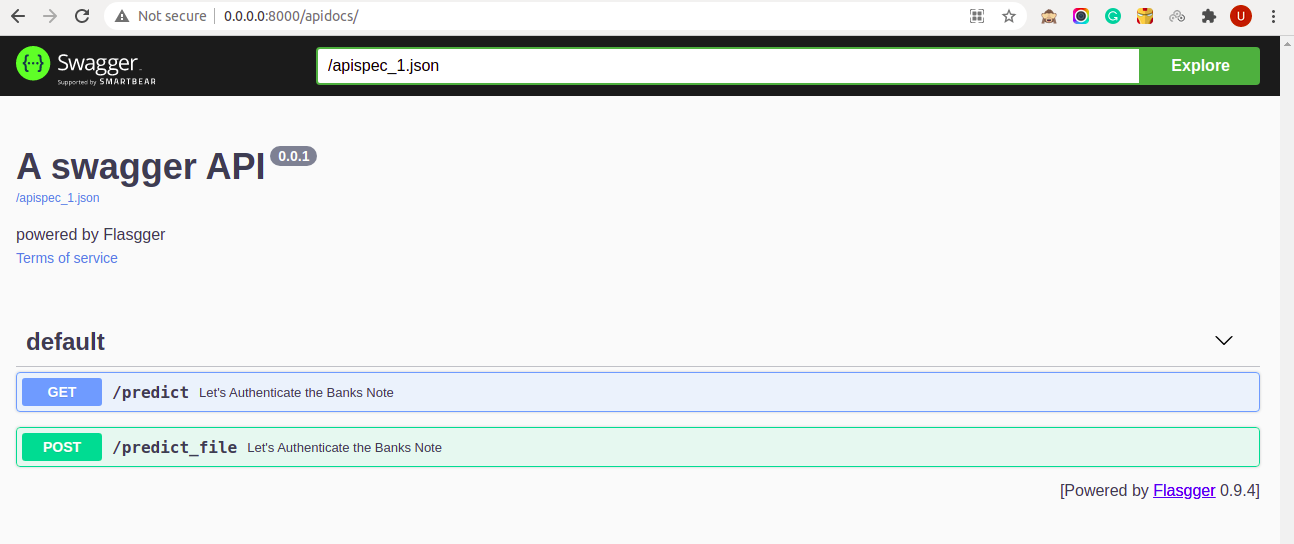 Not secure | 0.0.0.0:8000/apidocs/
U
{...} Swagger
Supported by SMARTBEAR
/apispec_1.json
Explore
A swagger API 0.0.1
/apispec_1.json
powered by Flasgger
Terms of service
default
GET /predict Let's Authenticate the Banks Note
POST /predict_file Let's Authenticate the Banks Note
[Powered by Flasgger 0.9.4]